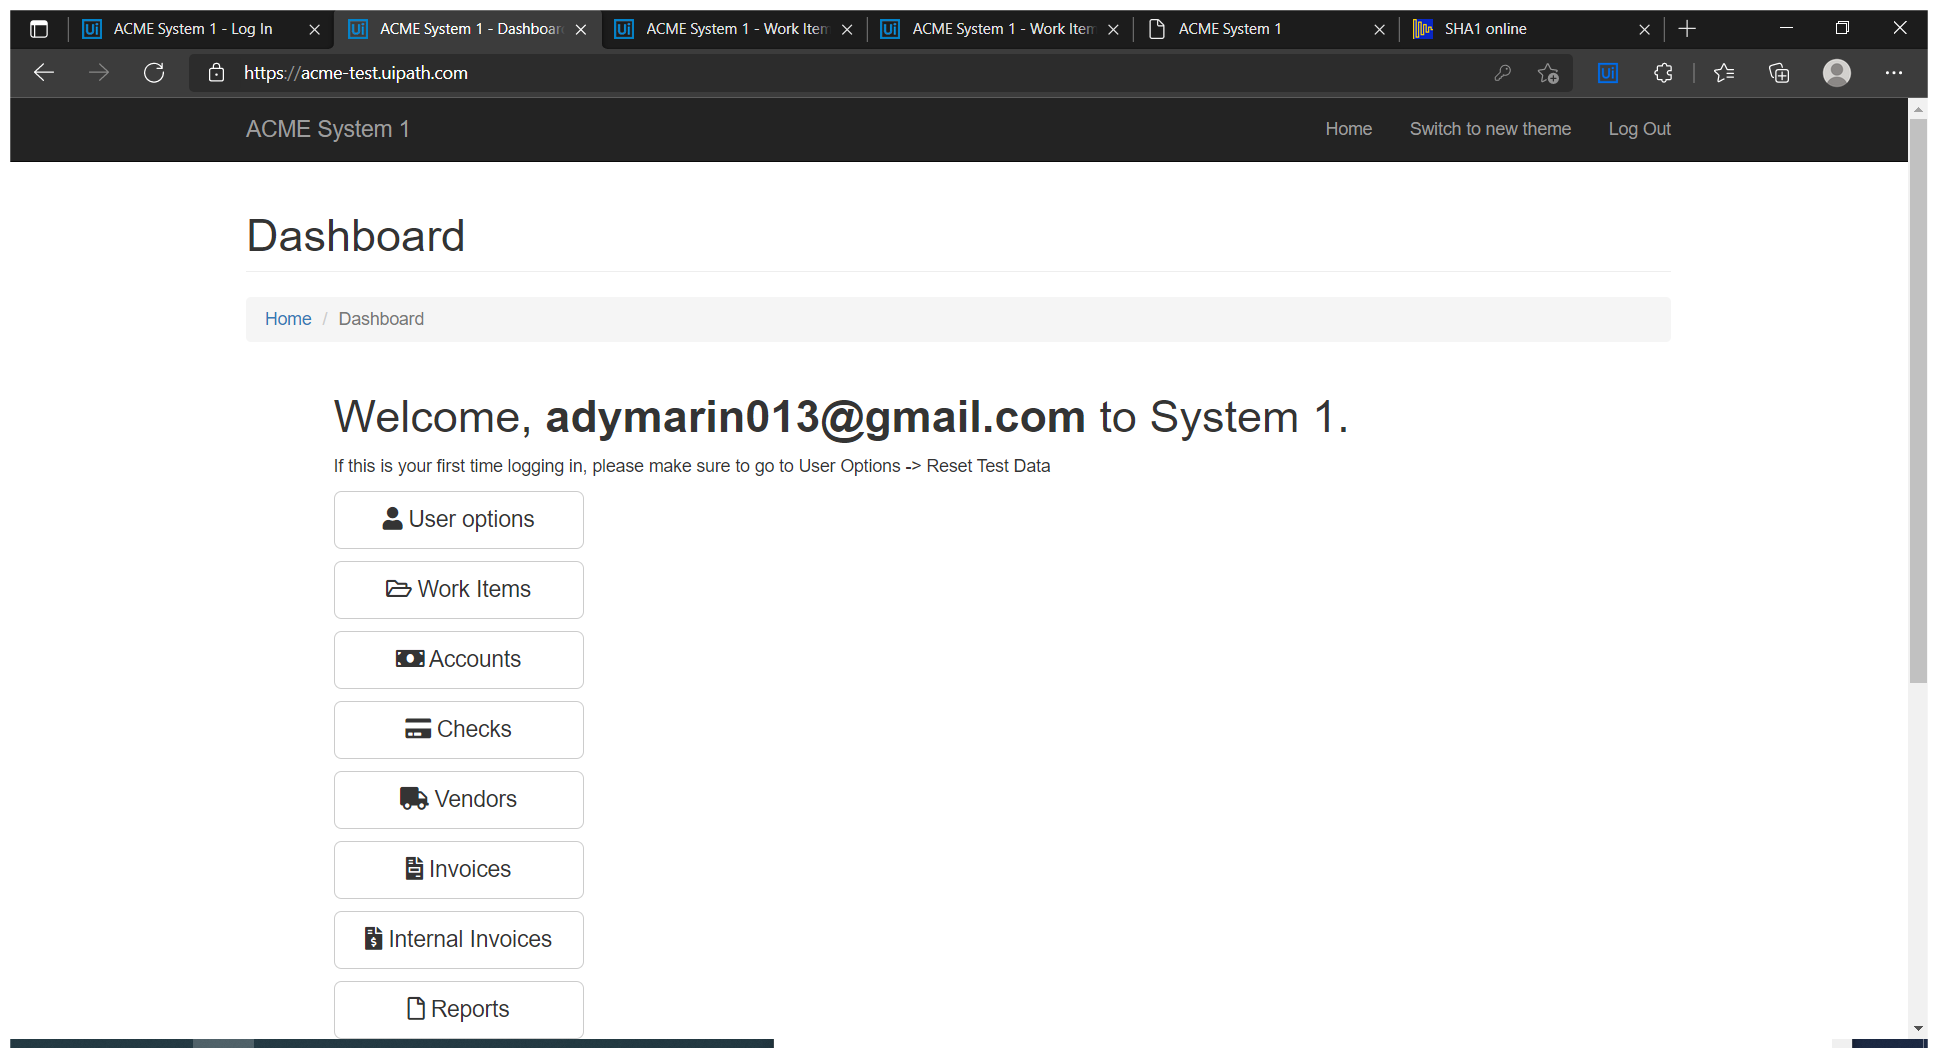 ACME System 1 - Log In
ACME System 1 - Dashboar
ACME System 1 - Work Item
ACME System 1 - Work Item
ACME System 1
SHA1 online
https://acme-test.uipath.com
Ui
ACME System 1
Home
Switch to new theme
Log Out
Dashboard
Home / Dashboard
Welcome, adymarin013@gmail.com to System 1.
If this is your first time logging in, please make sure to go to User Options -> Reset Test Data
User options
Work Items
Accounts
Checks
Vendors
Invoices
Internal Invoices
Reports